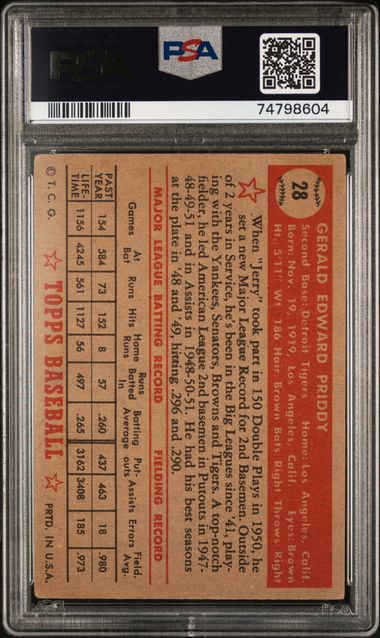 PSA
PSA
74798604
28
GERALD EDWARD PRIDDY
Second Base: Detroit Tigers Home: Los Angeles, Calif.
Born: Nov. 19, 1919, Los Angeles, Calif. Eyes: Brown
Ht.: 5'11" Wt.: 186 Hair: Brown Bats: Right Throws: Right
When "Jerry" took part in 150 Double Plays in 1950, he
set a new Major League Record for 2nd Basemen. Outside
of 2 years in Service, he's been in the Big Leagues since '41, play-
ing with the Yankees, Senators, Browns and Tigers. A top-notch
fielder, he led American League 2nd basemen in Putouts in 1947-
48-49-51 and in Assists in 1948-50-51. He had his best seasons
at the plate in '48 and '49, hitting .296 and .290.
MAJOR LEAGUE BATTING RECORD FIELDING RECORD
Games At Bat Runs Hits Home Runs Runs Batted In Batting Average Put-outs Assists Errors Field. Avg.
PAST YEAR 154 584 73 152 8 57 .260 437 463 18 .980
LIFE-TIME 1156 4245 561 1127 56 497 .265 3162 3408 185 .973
© T. C. G. TOPPS BASEBALL PRTD. IN U.S.A.